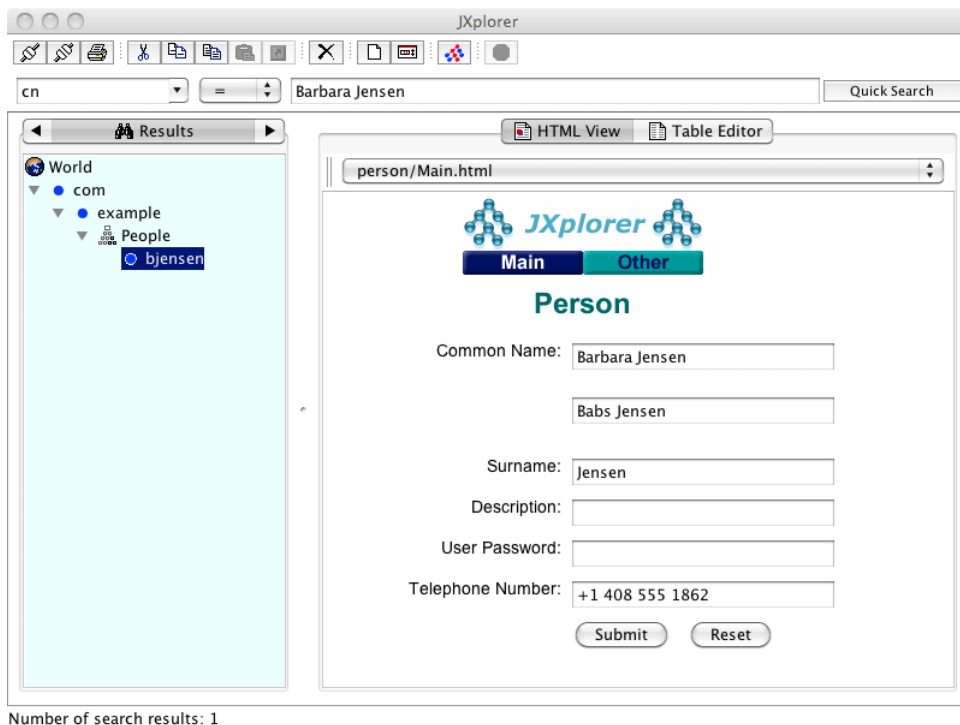 JXplorer
cn = Barbara Jensen Quick Search
Results
World
com
example
People
bjensen
HTML View Table Editor
person/Main.html
JXplorer
Main Other
Person
Common Name: Barbara Jensen
Babs Jensen
Surname: Jensen
Description:
User Password:
Telephone Number: +1 408 555 1862
Submit Reset
Number of search results: 1